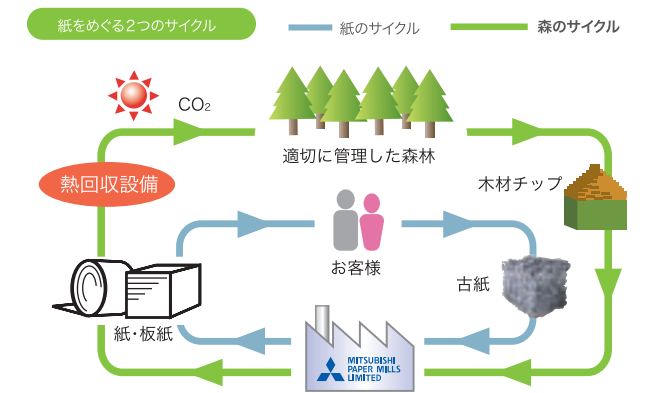 紙をめぐる2つのサイクル
紙のサイクル
森のサイクル
CO₂
適切に管理した森林
熱回収設備
木材チップ
お客様
古紙
紙・板紙
MITSUBISHI
PAPER MILLS
LIMITED